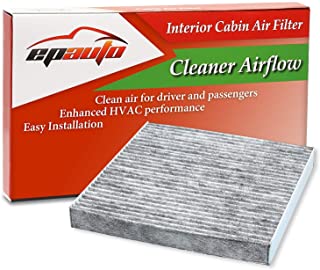 epauto
Interior Cabin Air Filter
Cleaner Airflow
Clean air for driver and passengers
Enhanced HVAC performance
Easy Installation